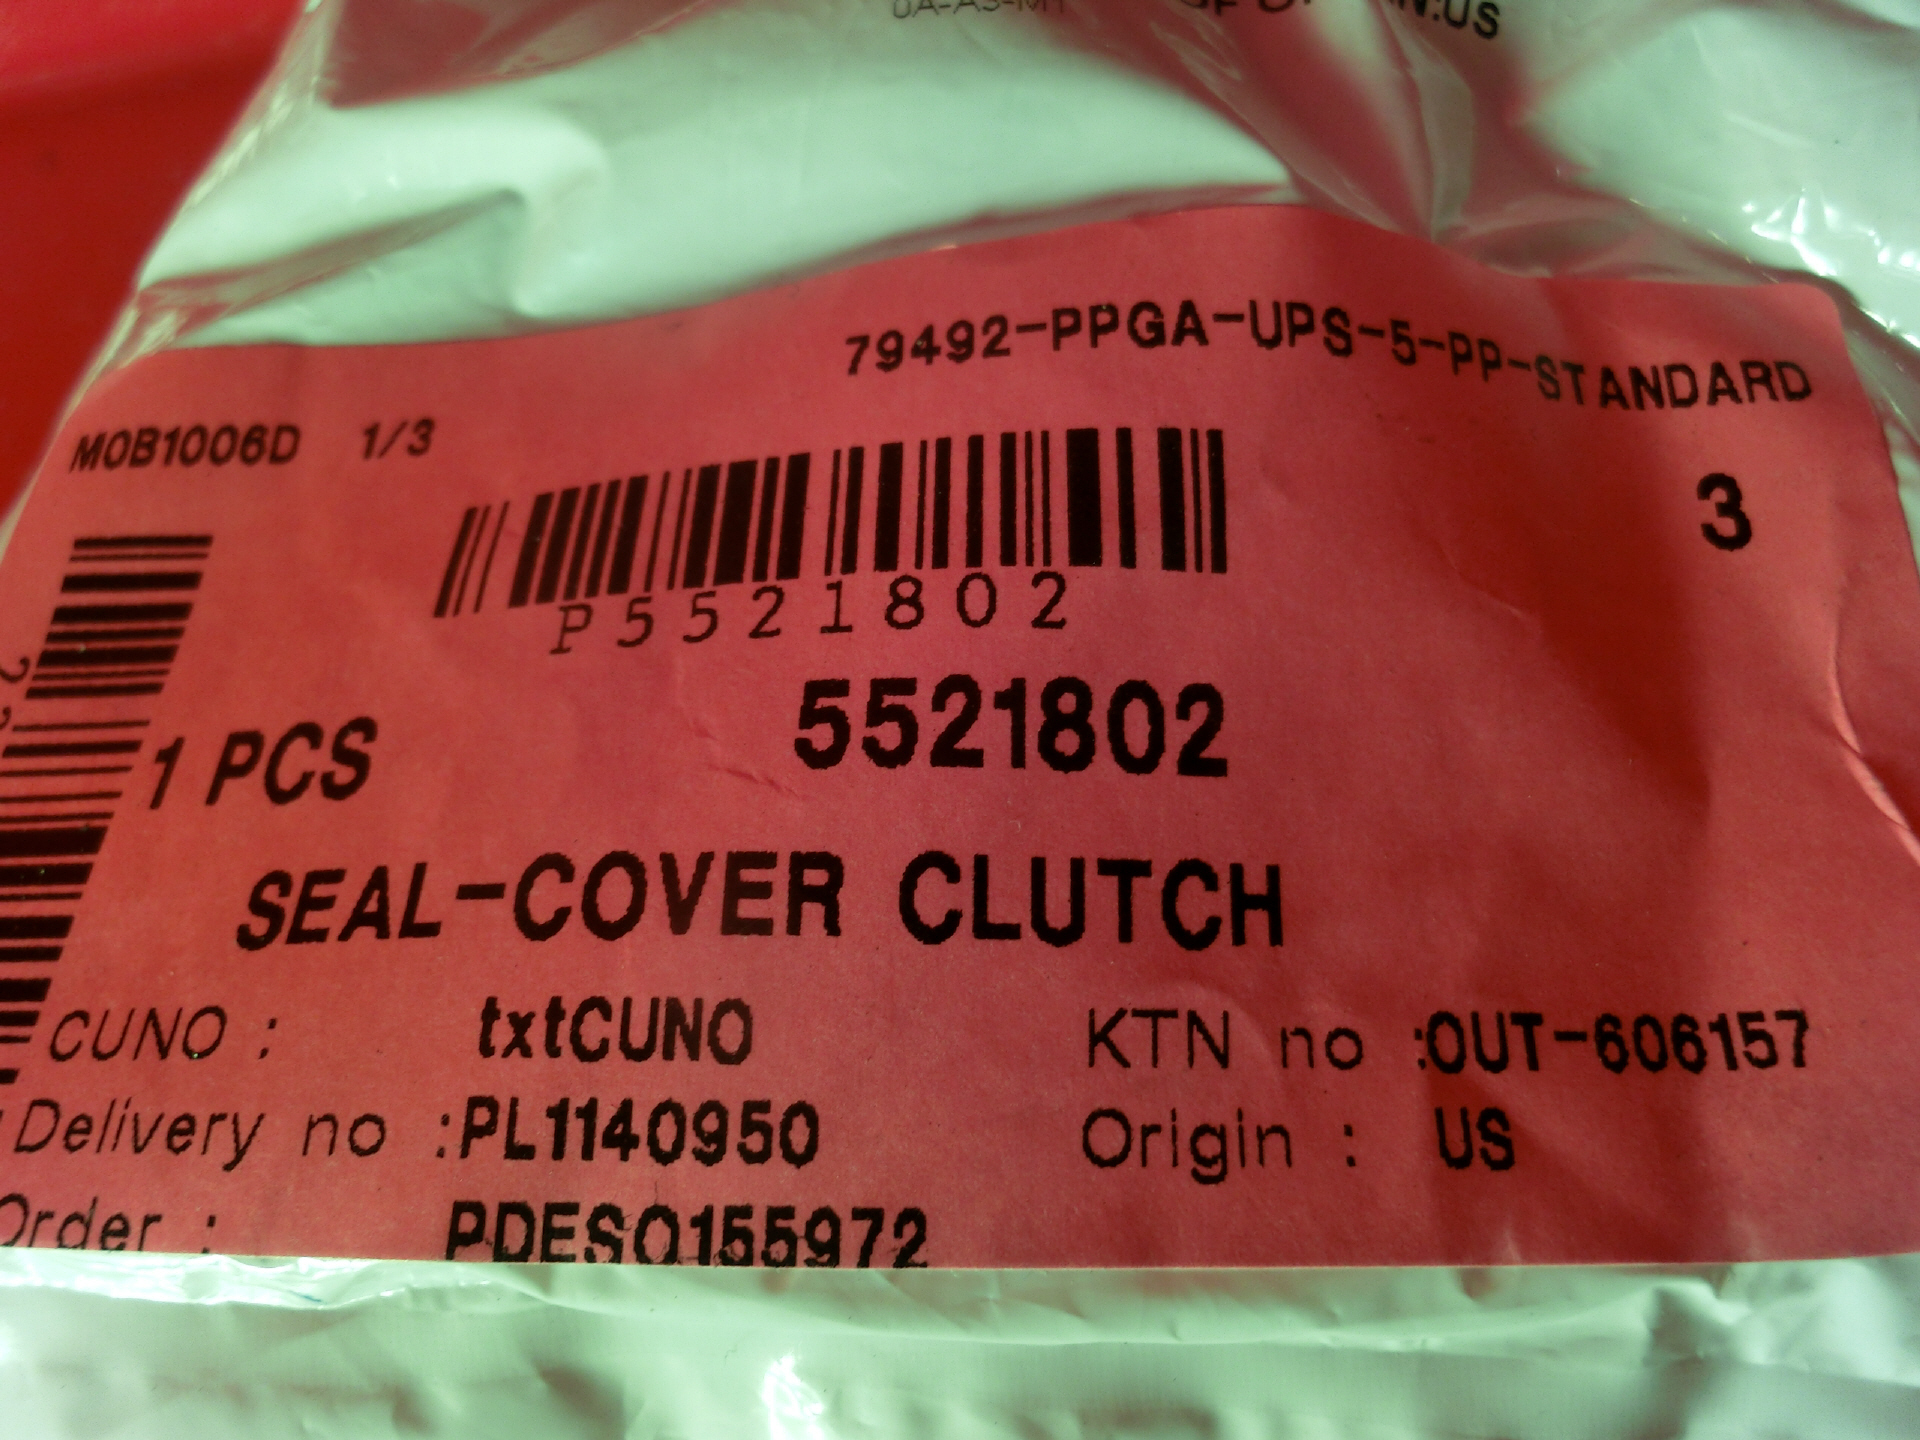 79492-PPGA-UPS-5-PP-STANDARD
M0B1006D 1/3
3
P5521802
5521802
1 PCS
SEAL-COVER CLUTCH
CUNO : txtCUNO
KTN no :OUT-606157
Delivery no :PL1140950
Origin : US
Order : PDESO155972